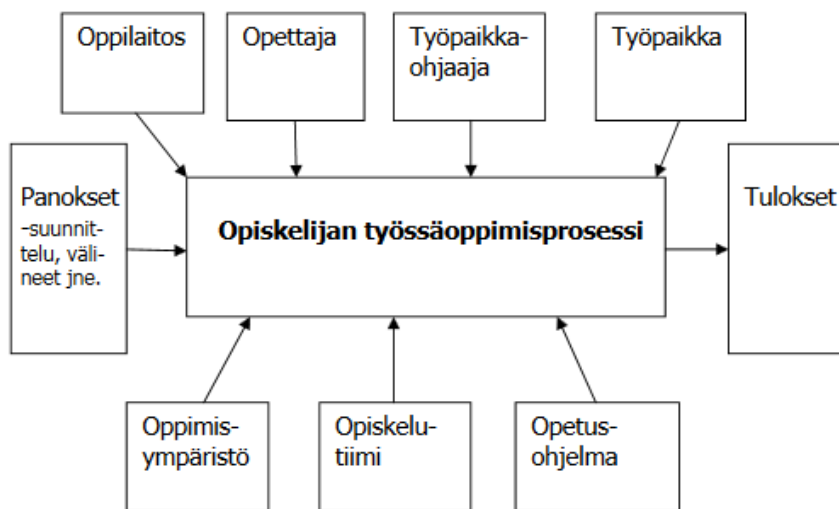 Oppilaitos
Opettaja
Työpaikka-
ohjaaja
Työpaikka
Panokset
-suunnit-
telu, väli-
neet jne.
Opiskelijan työssäoppimisprosessi
Tulokset
Oppimis-
ympäristö
Opiskelu-
tiimi
Opetus-
ohjelma